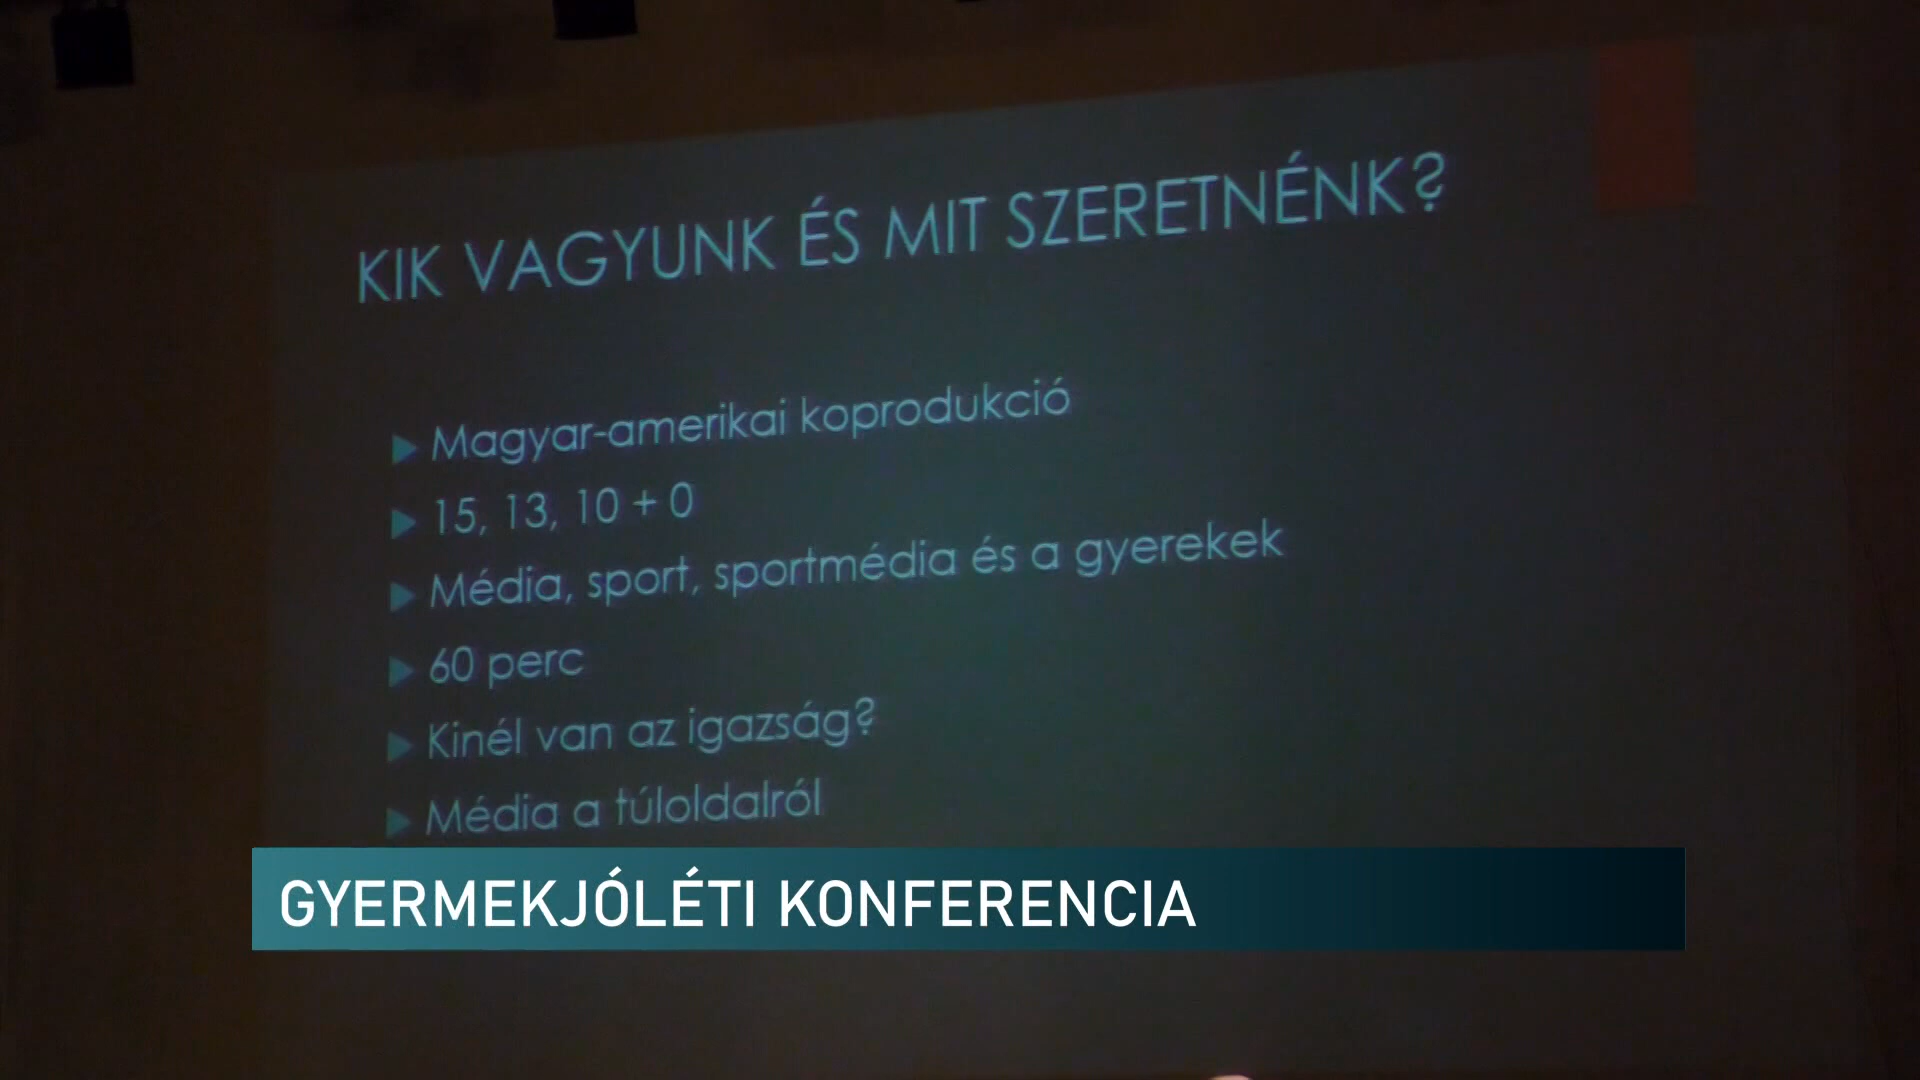 KIK VAGYUNK ÉS MIT SZERETNÉNK?
Magyar-amerikai koprodukció
15, 13, 10 + 0
Média, sport, sportmédia és a gyerekek
60 perc
Kinél van az igazság?
Média a túloldalról
GYERMEKJÓLÉTI KONFERENCIA